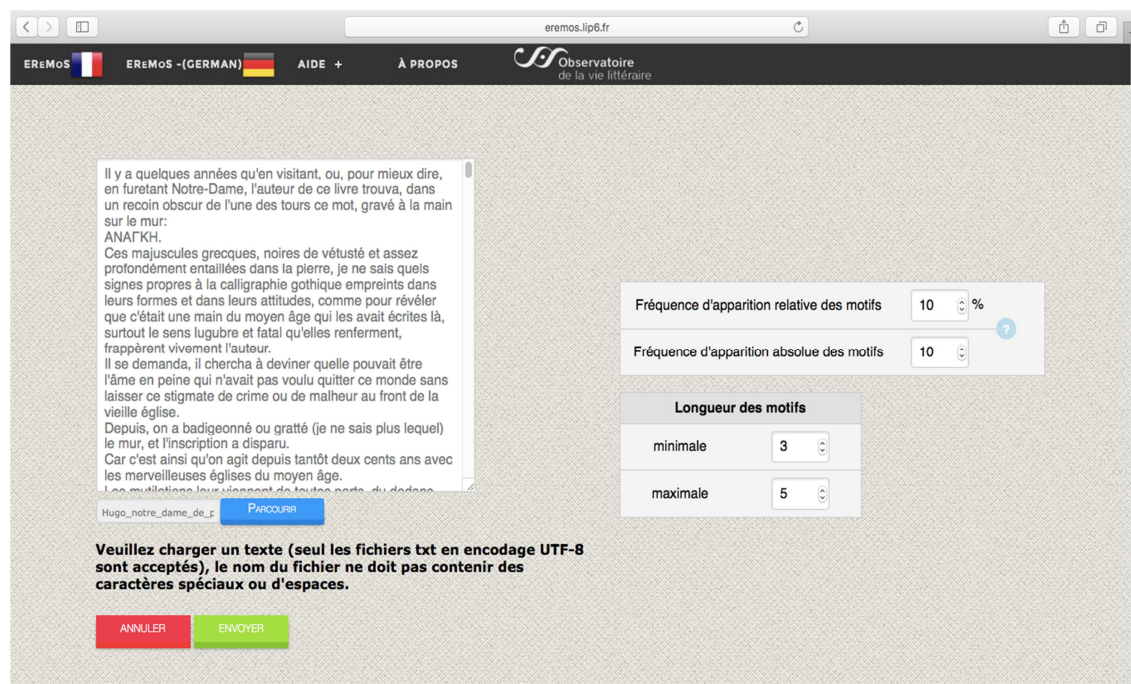 eremos.lip6.fr
EREMOS
EREMOS -(GERMAN)
AIDE +
À PROPOS
Observatoire
de la vie littéraire
Il y a quelques années qu'en visitant, ou, pour mieux dire,
en furetant Notre-Dame, l'auteur de ce livre trouva, dans
un recoin obscur de l'une des tours ce mot, gravé à la main
sur le mur:
ΑΝΑΓΚΗ.
Ces majuscules grecques, noires de vétusté et assez
profondément entaillées dans la pierre, je ne sais quels
signes propres à la calligraphie gothique empreints dans
leurs formes et dans leurs attitudes, comme pour révéler
que c'était une main du moyen âge qui les avait écrites là,
surtout le sens lugubre et fatal qu'elles renferment,
frappèrent vivement l'auteur.
Il se demanda, il chercha à deviner quelle pouvait être
l'âme en peine qui n'avait pas voulu quitter ce monde sans
laisser ce stigmate de crime ou de malheur au front de la
vieille église.
Depuis, on a badigeonné ou gratté (je ne sais plus lequel)
le mur, et l'inscription a disparu.
Car c'est ainsi qu'on agit depuis tantôt deux cents ans avec
les merveilleuses églises du moyen âge.
Les mutilations leur viennent de toutes parts, du dedans
Hugo_notre_dame_de_p
PARCOURIR
Veuillez charger un texte (seul les fichiers txt en encodage UTF-8
sont acceptés), le nom du fichier ne doit pas contenir des
caractères spéciaux ou d'espaces.
ANNULER
ENVOYER
Fréquence d'apparition relative des motifs 10 %
?
Fréquence d'apparition absolue des motifs 10
Longueur des motifs
minimale 3
maximale 5